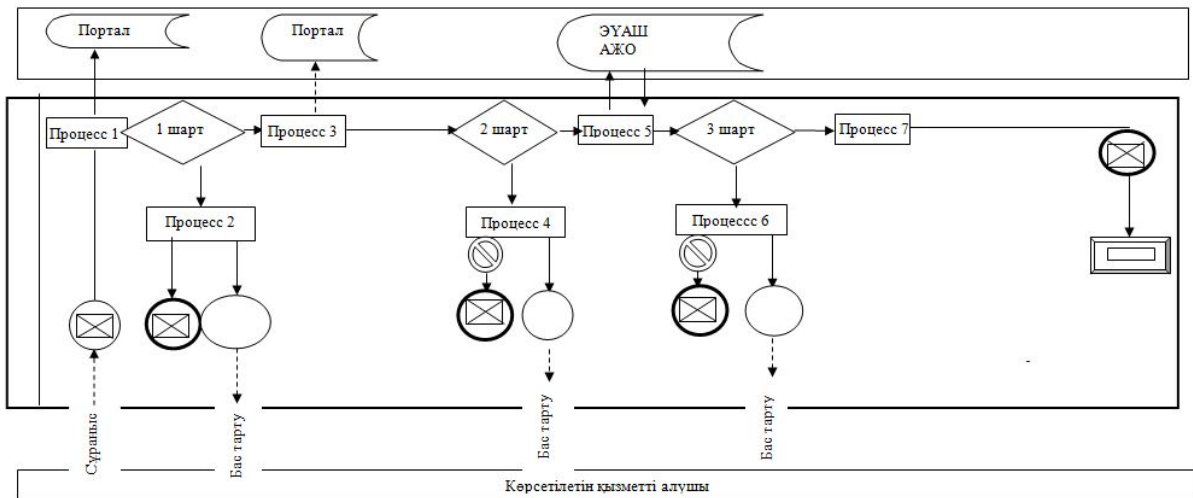 Портал
Портал
ЭҮАШ
АЖО
Процесс 1
1 шарт
Процесс 3
2 шарт
Процесс 5
3 шарт
Процесс 7
Процесс 2
Процесс 4
Процессс 6
Сұраныс
Бас тарту
Бас тарту
Бас тарту
Көрсетілетін қызметті алушы